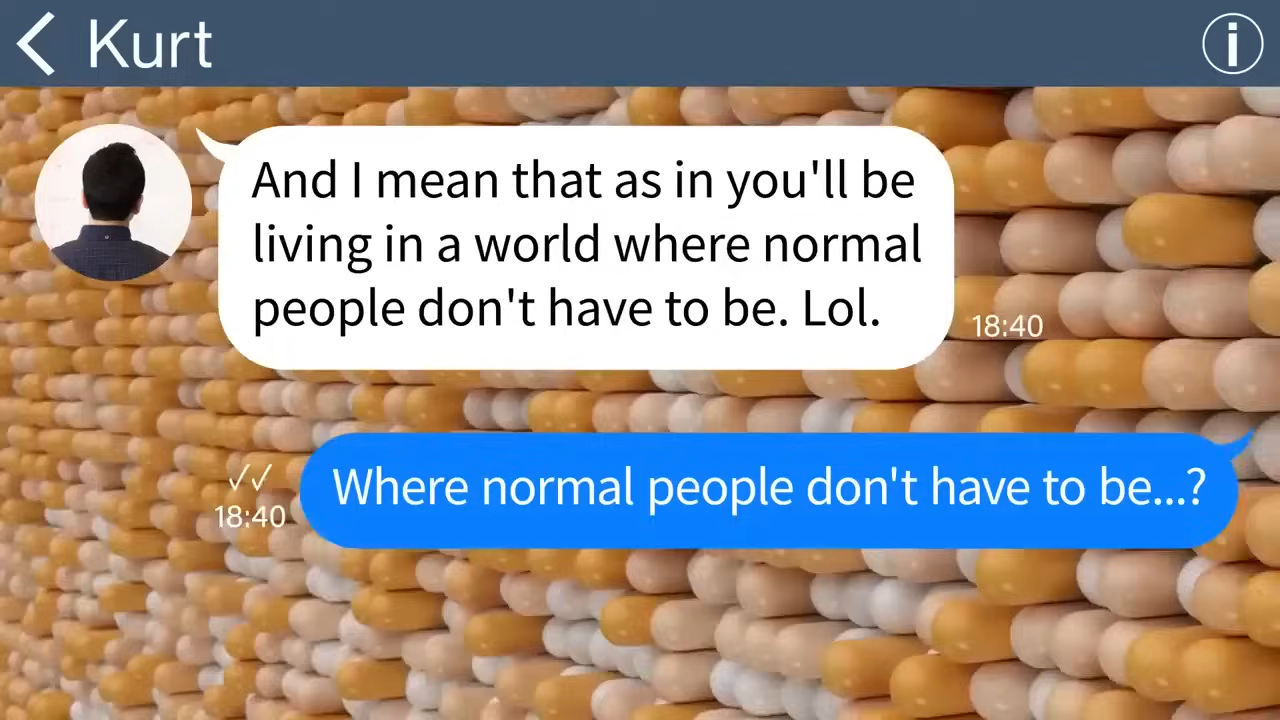 Kurt
And I mean that as in you'll be
living in a world where normal
people don't have to be. Lol.
18:40
Where normal people don't have to be...?
18:40